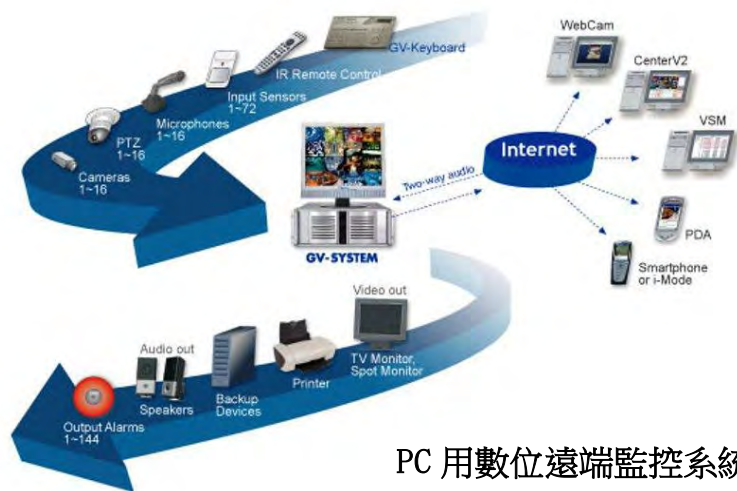 GV-Keyboard
IR Remote Control
Input Sensors
1~72
Microphones
1~16
PTZ
1~16
Cameras
1~16
GV-SYSTEM
Two-way audio
Internet
WebCam
CenterV2
VSM
PDA
Smartphone
or i-Mode
Video out
TV Monitor,
Spot Monitor
Printer
Backup
Devices
Audio out
Speakers
Output Alarms
1~144
PC 用數位遠端監控系統